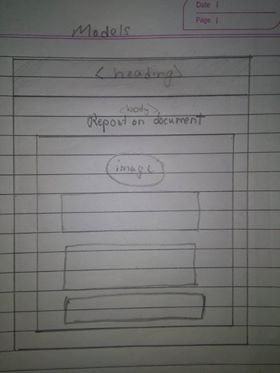 Date :
Page :
Models
<heading>
<body>
Report on document
image